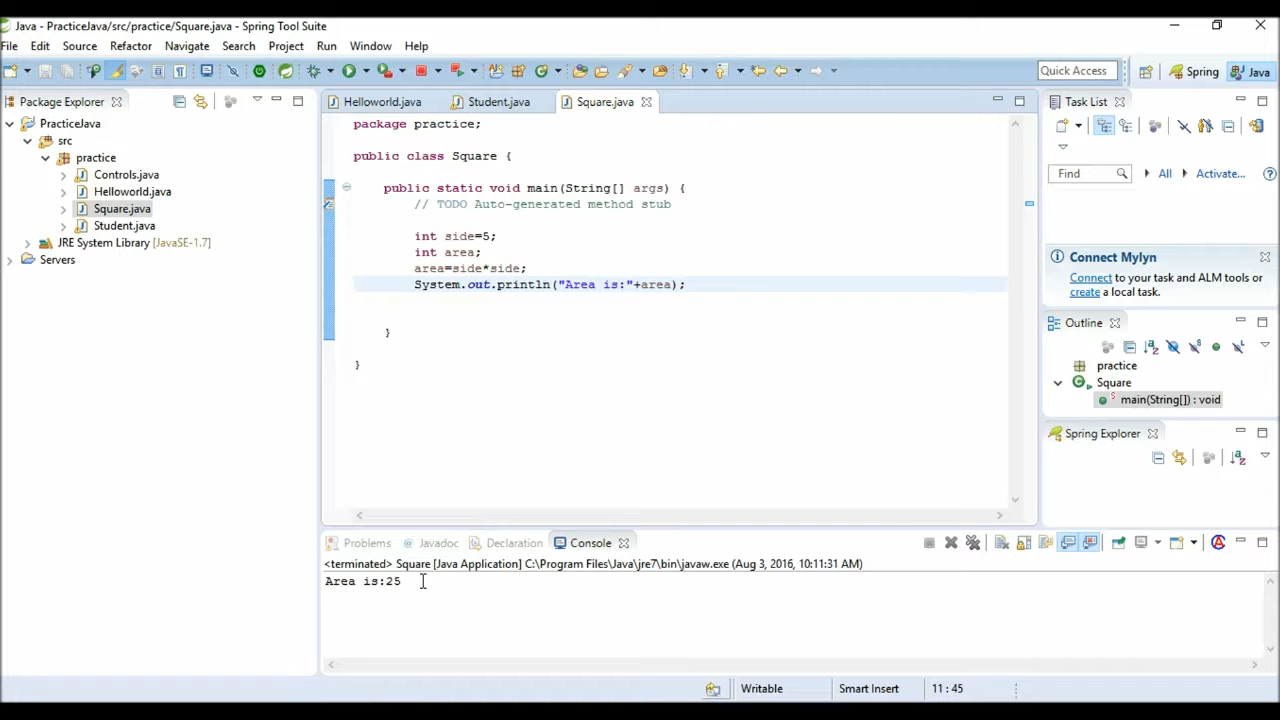 Java - PracticeJava/src/practice/Square.java - Spring Tool Suite
File Edit Source Refactor Navigate Search Project Run Window Help
Quick Access Spring Java
Package Explorer
PracticeJava
src
practice
Controls.java
Helloworld.java
Square.java
Student.java
JRE System Library [JavaSE-1.7]
Servers
Helloworld.java Student.java Square.java
package practice;
public class Square {
public static void main(String[] args) {
// TODO Auto-generated method stub
int side=5;
int area;
area=side*side;
System.out.println("Area is:"+area);
}
}
Task List
Find All Activate...
Connect Mylyn
Connect to your task and ALM tools or
create a local task.
Outline
practice
Square
main(String[]) : void
Spring Explorer
Problems Javadoc Declaration Console
<terminated> Square [Java Application] C:\Program Files\Java\jre7\bin\javaw.exe (Aug 3, 2016, 10:11:31 AM)
Area is:25
Writable Smart Insert 11 : 45